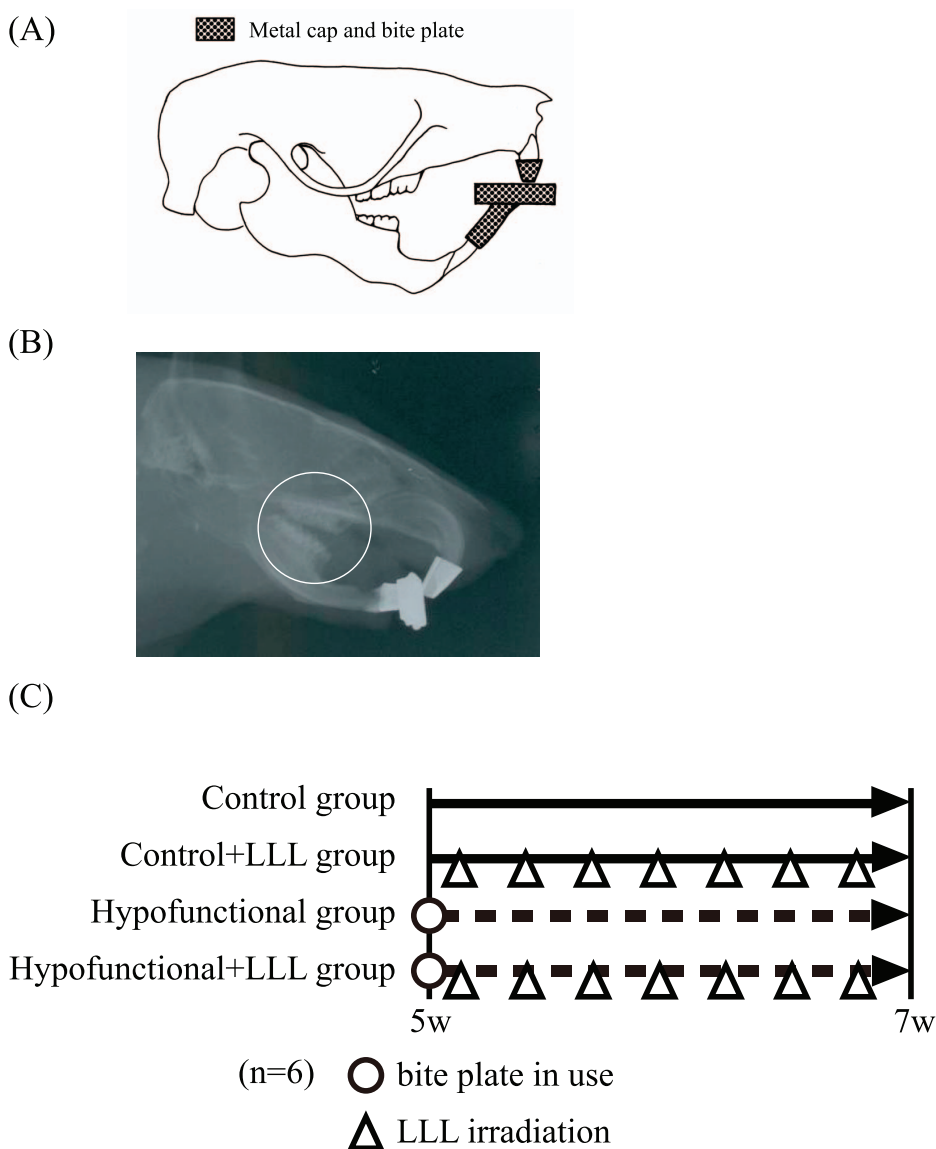 (A)
Metal cap and bite plate
(B)
(C)
Control group
Control+LLL group
Hypofunctional group
Hypofunctional+LLL group
5w 7w
(n=6) bite plate in use
LLL irradiation